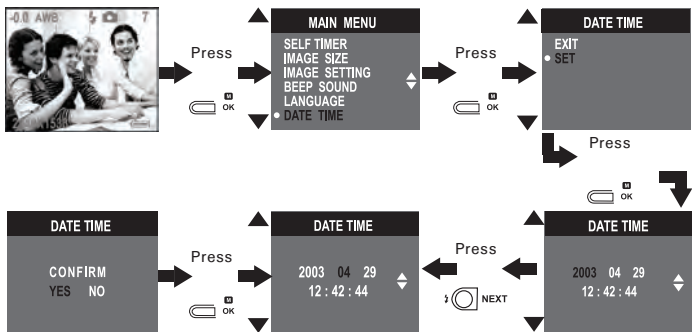 -0.0 AWB 7
MAIN MENU
SELF TIMER
IMAGE SIZE
IMAGE SETTING
BEEP SOUND
LANGUAGE
DATE TIME
Press
M
OK
Press
M
OK
DATE TIME
EXIT
SET
Press
M
OK
DATE TIME
2003 04 29
12 : 42 : 44
Press
NEXT
DATE TIME
2003 04 29
12 : 42 : 44
Press
M
OK
DATE TIME
CONFIRM
YES NO